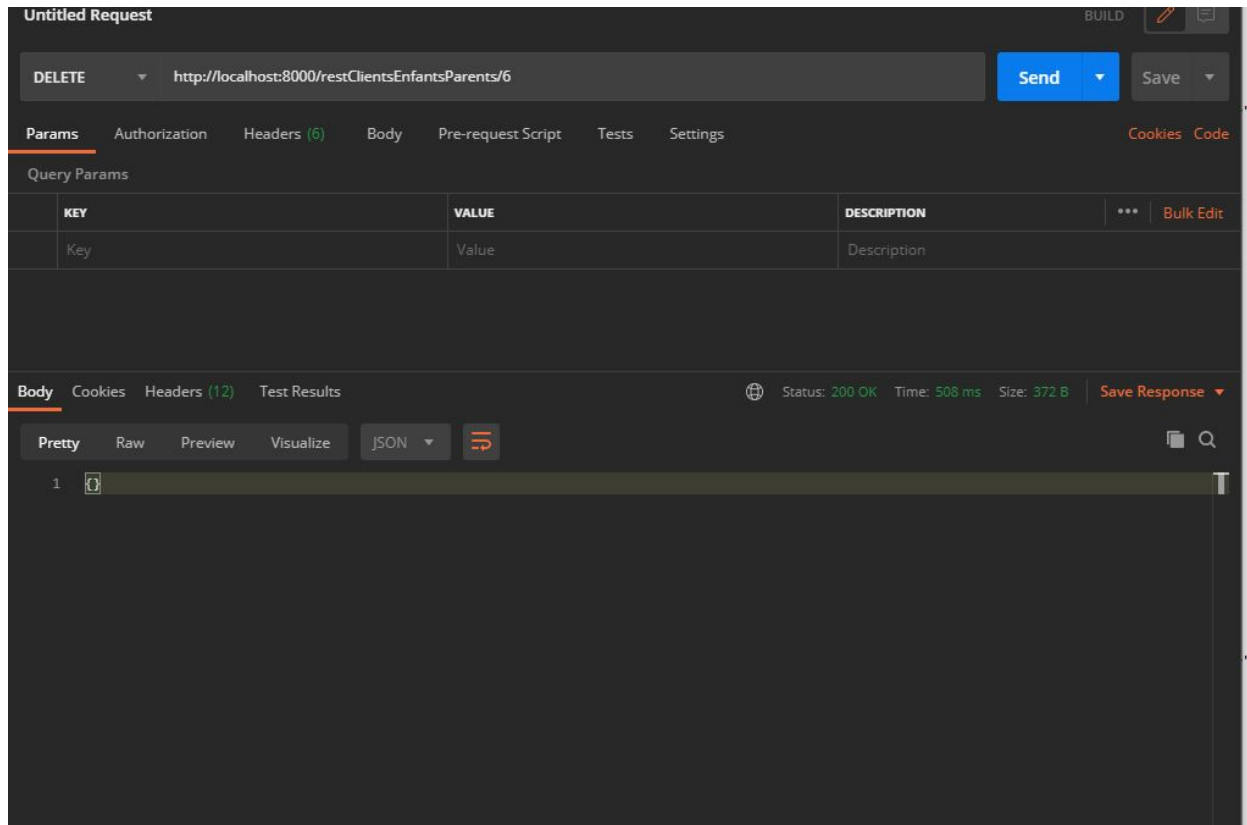 Untitled Request BUILD
DELETE http://localhost:8000/restClientsEnfantsParents/6 Send Save
Params Authorization Headers (6) Body Pre-request Script Tests Settings Cookies Code
Query Params
KEY VALUE DESCRIPTION ••• Bulk Edit
Key Value Description
Body Cookies Headers (12) Test Results Status: 200 OK Time: 508 ms Size: 372 B Save Response
Pretty Raw Preview Visualize JSON
1 {}